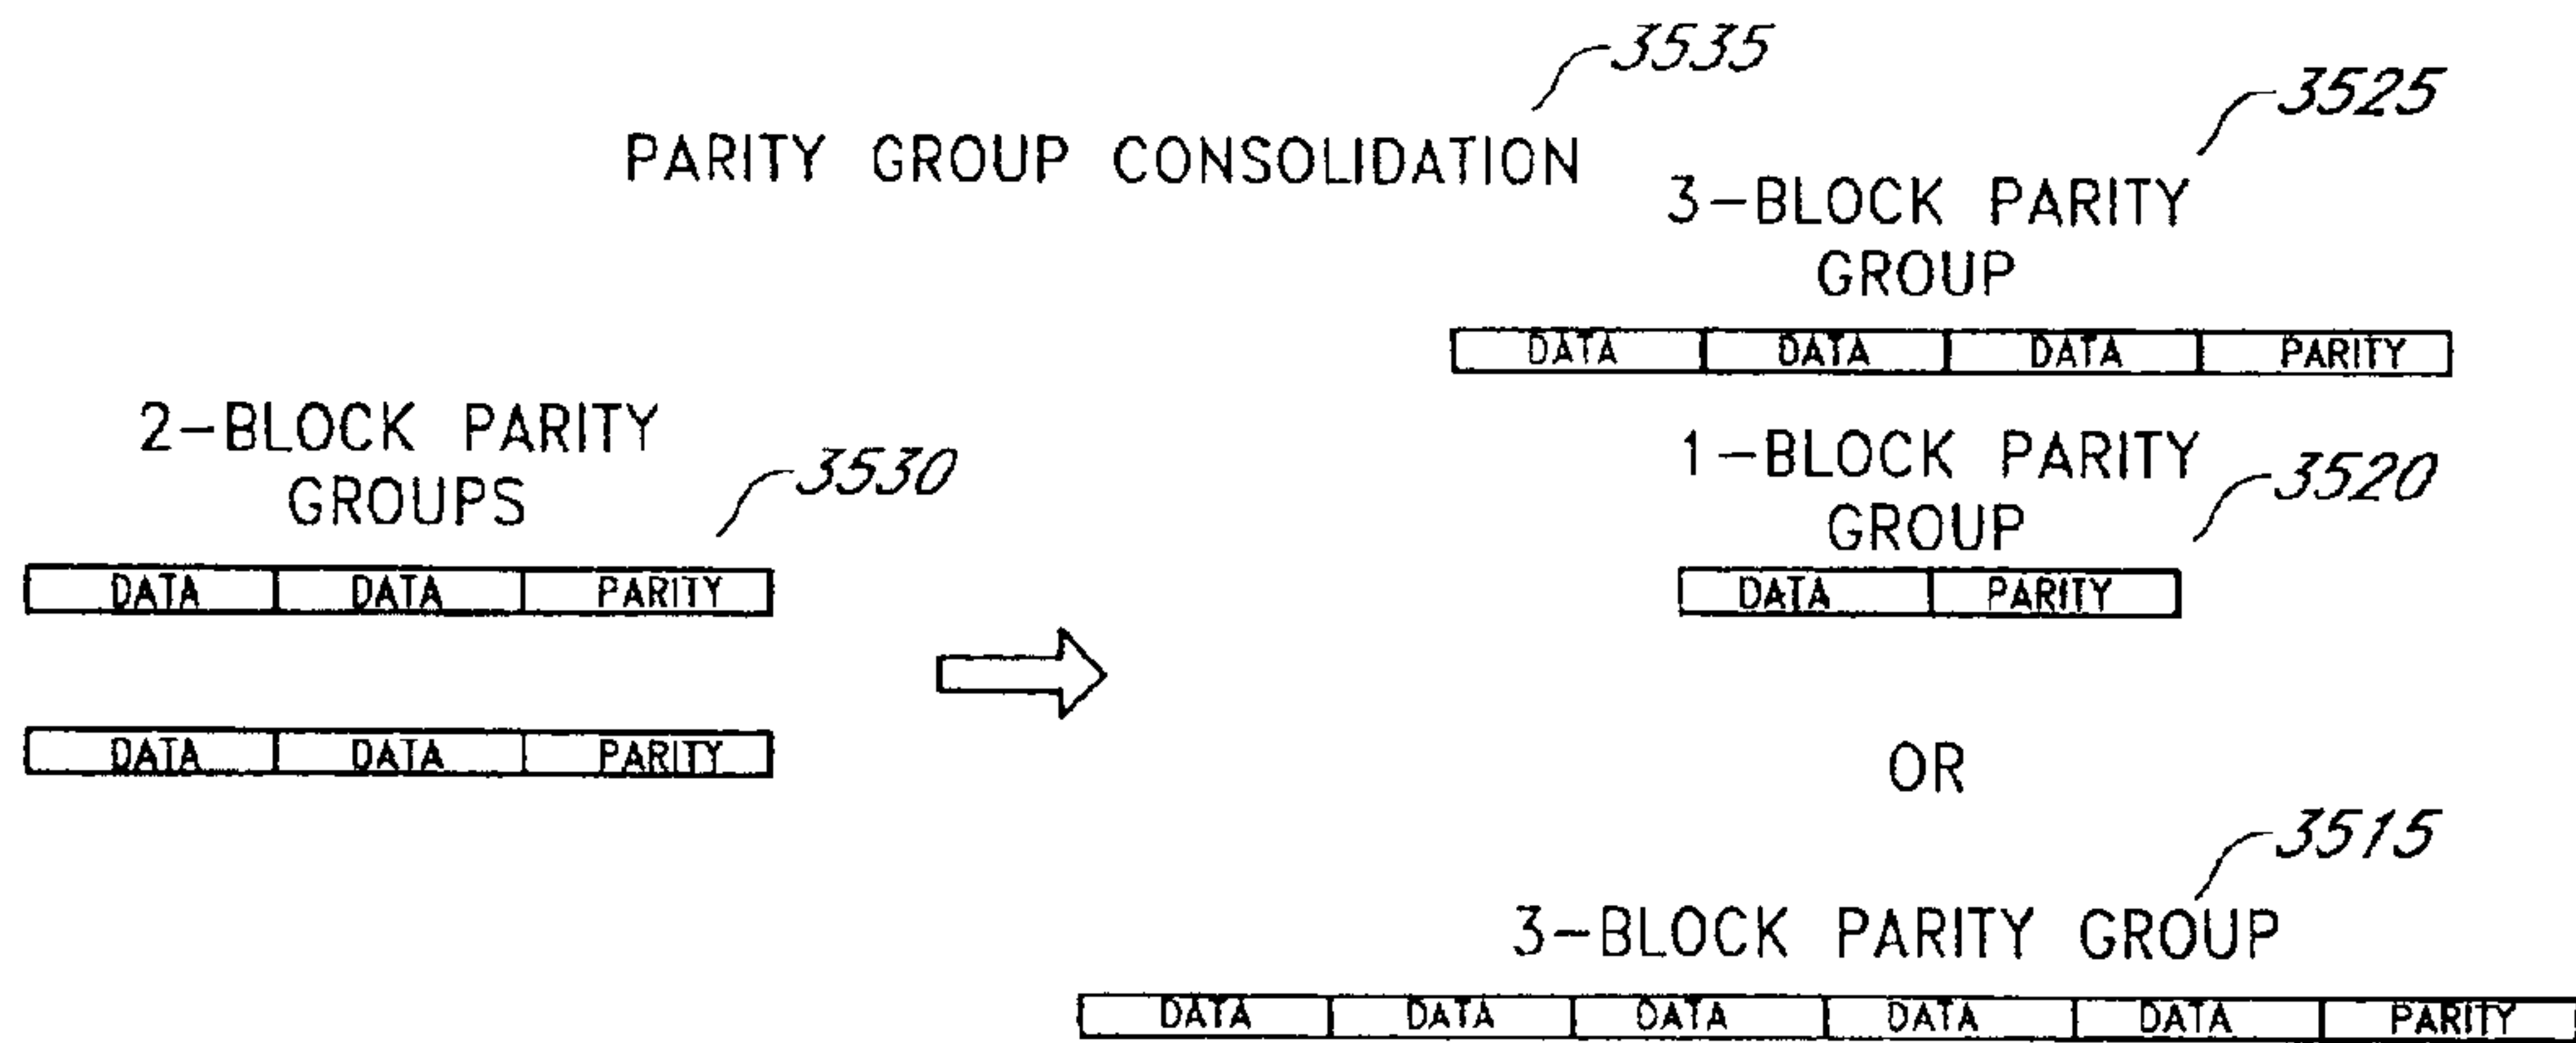 3535
PARITY GROUP CONSOLIDATION
3525
3-BLOCK PARITY
GROUP
DATA DATA DATA PARITY
2-BLOCK PARITY
GROUPS
3530
DATA DATA PARITY
DATA DATA PARITY
1-BLOCK PARITY
GROUP
3520
DATA PARITY
OR
3515
3-BLOCK PARITY GROUP
DATA DATA DATA DATA DATA PARITY